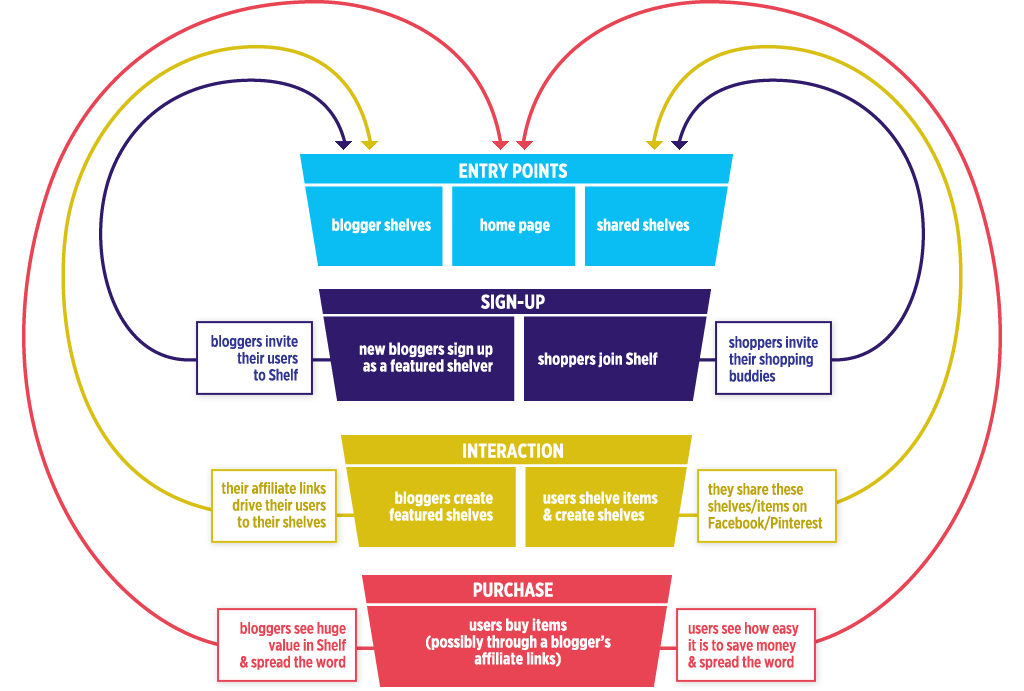 ENTRY POINTS
blogger shelves
home page
shared shelves
SIGN-UP
bloggers invite
their users
to Shelf
new bloggers sign up
as a featured shelver
shoppers join Shelf
shoppers invite
their shopping
buddies
INTERACTION
their affiliate links
drive their users
to their shelves
bloggers create
featured shelves
users shelve items
& create shelves
they share these
shelves/items on
Facebook/Pinterest
PURCHASE
bloggers see huge
value in Shelf
& spread the word
users buy items
(possibly through a blogger's
affiliate links)
users see how easy
it is to save money
& spread the word